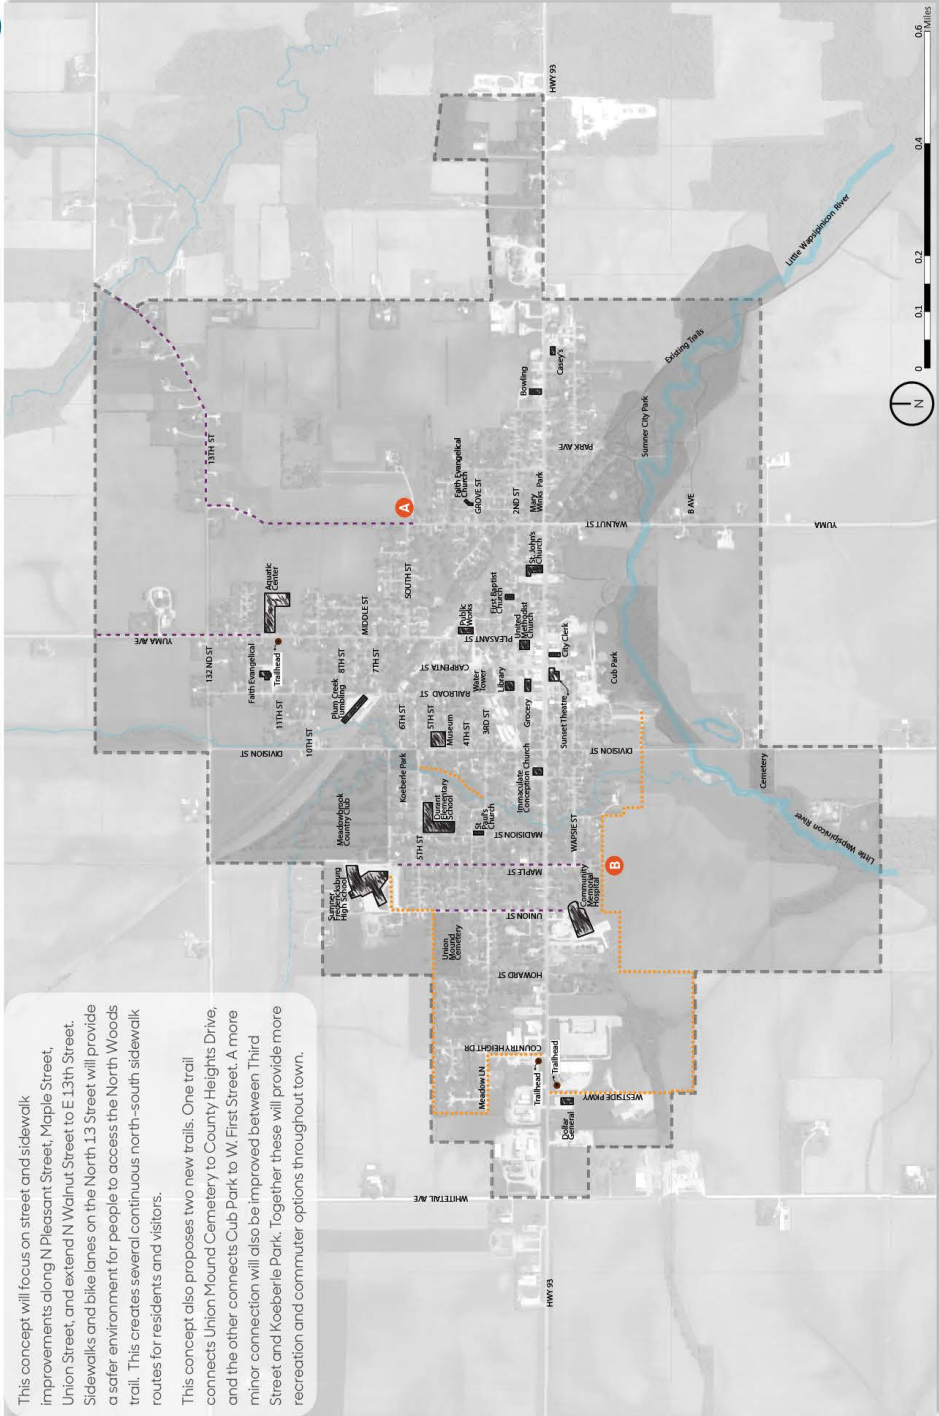 This concept will focus on street and sidewalk
improvements along N Pleasant Street, Maple Street,
Union Street, and extend N Walnut Street to E 13th Street.
Sidewalks and bike lanes on the North 13 Street will provide
a safer environment for people to access the North Woods
trail. This creates several continuous north-south sidewalk
routes for residents and visitors.
This concept also proposes two new trails. One trail
connects Union Mound Cemetery to County Heights Drive,
and the other connects Cub Park to W. First Street. A more
minor connection will also be improved between Third
Street and Koeberle Park. Together these will provide more
recreation and commuter options throughout town.
WHITETAIL AVE
HWY 93
Meadow LN
COUNTRY HEIGHT DR
Trailhead
Trailhead
Dollar
General
WESTSIDE PKWY
HOWARD ST
Union
Mound
Cemetery
UNION ST
Sumner
Fredericksburg
High School
MAPLE ST
Community
Memorial
Hospital
B
Meadowbrook
Country Club
5TH ST
Durant
Elementary
School
St
Paul's
Church
MADISION ST
WAPSIE ST
Koeberle Park
Immaculate
Conception Church
DIVISION ST
DIVISION ST
Cemetery
Little Wapsipinicon River
10TH ST
11TH ST
Plum Creek
Tumbling
6TH ST
5TH ST
Museum
4TH ST
3RD ST
RAILROAD ST
CARPENTA ST
Water
Tower
Library
Grocery
Sunset Theatre
City Clerk
Cub Park
132 ND ST
Faith Evangelical
Trailhead
8TH ST
7TH ST
MIDDLE ST
YUMA AVE
Aquatic
Center
SOUTH ST
Public
Works
PLEASANT ST
First Baptist
Church
United
Methodist
Church
St. John's
Church
A
13TH ST
Faith Evangelical
Church
GROVE ST
2ND ST
Mary
Winks Park
WALNUT ST
B AVE
YUMA
PARK AVE
Sumner City Park
Bowling
Casey's
Existing Trails
Little Wapsipinicon River
HWY 93
N
0
0.1
0.2
0.4
0.6
Miles